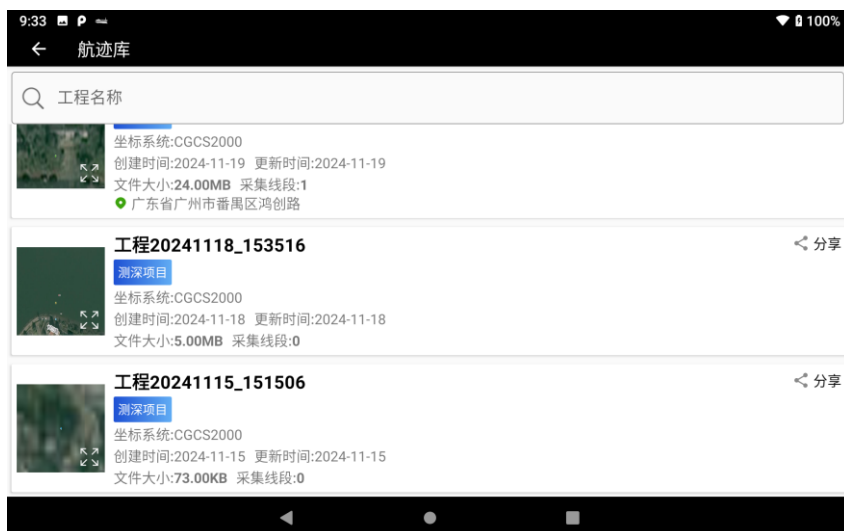 9:33
100%
航迹库
工程名称
坐标系统:CGCS2000
创建时间:2024-11-19 更新时间:2024-11-19
文件大小:24.00MB 采集线段:1
广东省广州市番禺区鸿创路
工程20241118_153516
分享
测深项目
坐标系统:CGCS2000
创建时间:2024-11-18 更新时间:2024-11-18
文件大小:5.00MB 采集线段:0
工程20241115_151506
分享
测深项目
坐标系统:CGCS2000
创建时间:2024-11-15 更新时间:2024-11-15
文件大小:73.00KB 采集线段:0